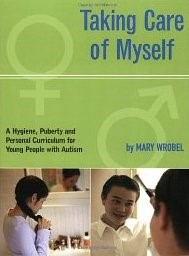 Taking Care
of Myself
A Hygiene, Puberty and
Personal Curriculum for
Young People with Autism
by MARY WROBEL